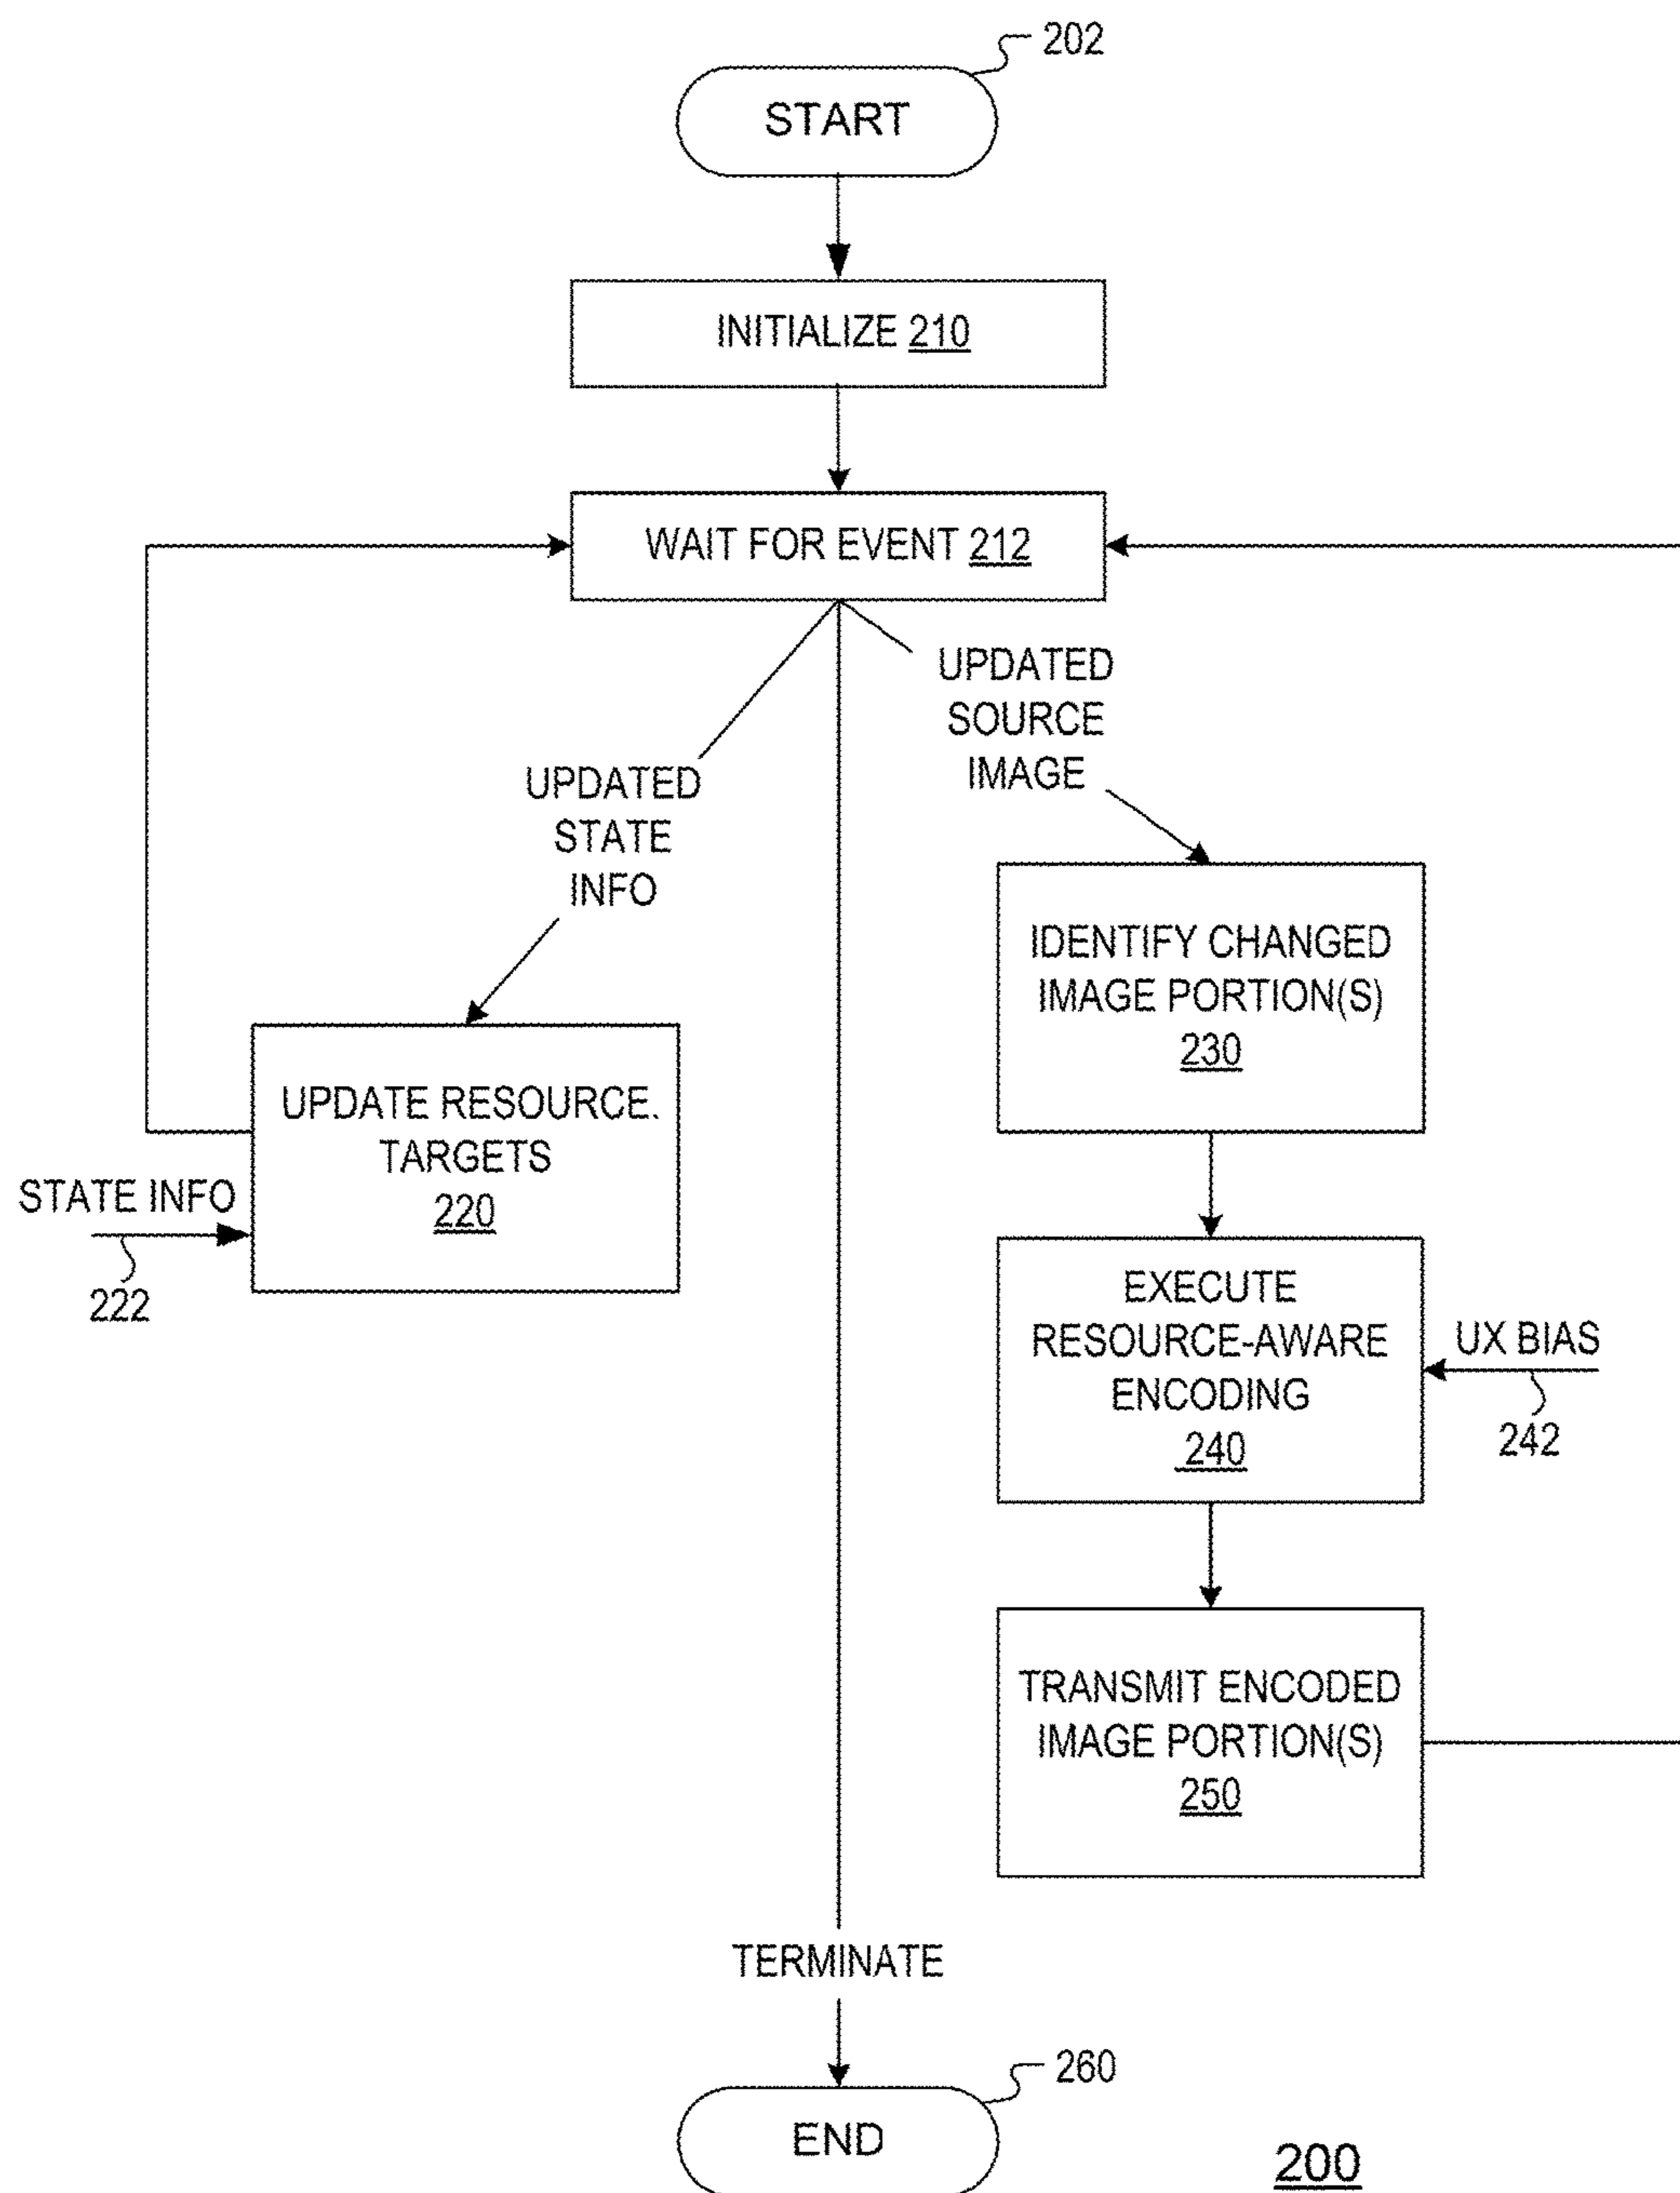 202
START
INITIALIZE 210
WAIT FOR EVENT 212
UPDATED
SOURCE
IMAGE
UPDATED
STATE
INFO
IDENTIFY CHANGED
IMAGE PORTION(S)
230
UPDATE RESOURCE.
TARGETS
220
STATE INFO
222
EXECUTE
RESOURCE-AWARE
ENCODING
240
UX BIAS
242
TRANSMIT ENCODED
IMAGE PORTION(S)
250
TERMINATE
260
END
200